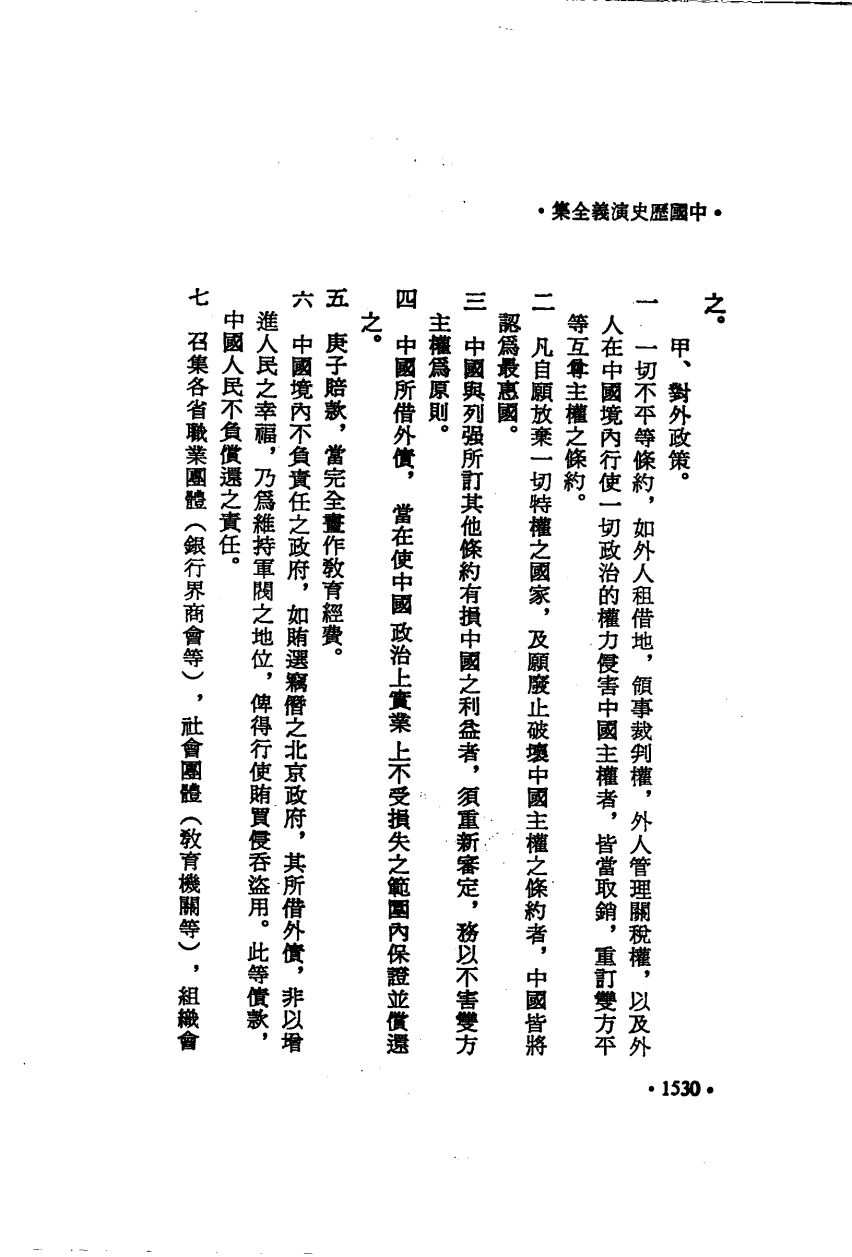 •中國歷史演義全集•
之。
甲、對外政策。
一　一切不平等條約，如外人租借地，領事裁判權，外人管理關稅權，以及外
人在中國境內行使一切政治的權力侵害中國主權者，皆當取銷，重訂雙方平
等互尊主權之條約。
二　凡自願放棄一切特權之國家，及願廢止破壞中國主權之條約者，中國皆將
認爲最惠國。
三　中國與列强所訂其他條約有損中國之利益者，須重新審定，務以不害雙方
主權爲原則。
四　中國所借外債，當在使中國政治上實業上不受損失之範圍內保證並償還
之。
五　庚子賠款，當完全畫作敎育經費。
六　中國境內不負責任之政府，如賄選竊僭之北京政府，其所借外債，非以增
進人民之幸福，乃爲維持軍閥之地位，俾得行使賄買侵吞盜用。此等債款，
中國人民不負償還之責任。
七　召集各省職業團體（銀行界商會等），社會團體（敎育機關等），組織會
•1530•